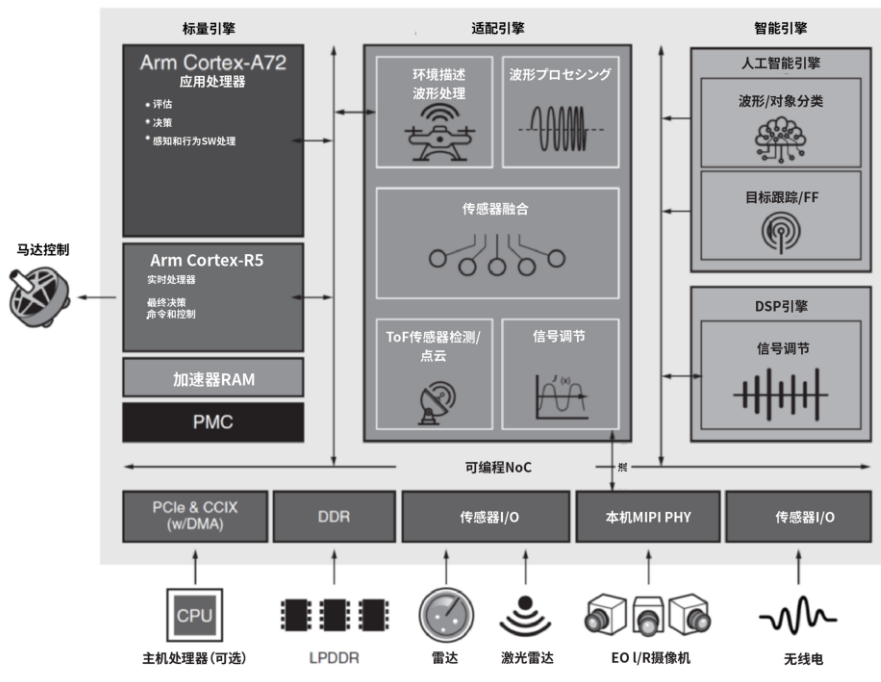 标量引擎
适配引擎
智能引擎
Arm Cortex-A72
应用处理器
• 评估
• 决策
• 感知和行为SW处理
环境描述
波形处理
波形プロセシング
人工智能引擎
波形/对象分类
传感器融合
目标跟踪/FF
马达控制
Arm Cortex-R5
实时处理器
最终决策
命令和控制
DSP引擎
ToF传感器检测/
点云
信号调节
J (x)
信号调节
加速器RAM
PMC
可编程NoC
PCIe & CCIX
(w/DMA)
DDR
传感器I/O
本机MIPI PHY
传感器I/O
CPU
主机处理器(可选)
LPDDR
雷达
激光雷达
EO l/R摄像机
无线电